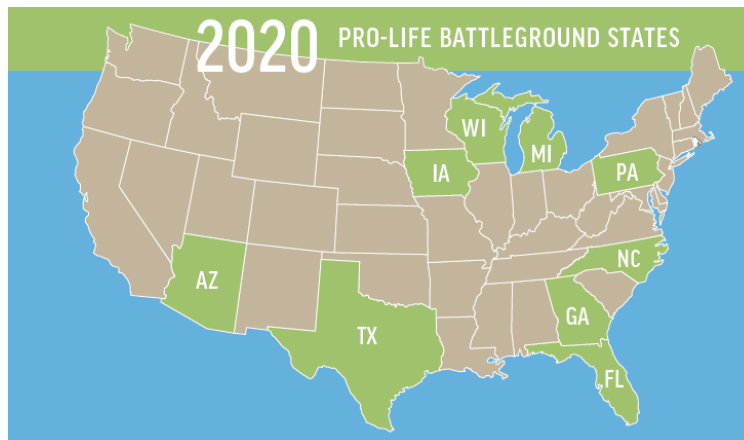 2020 PRO-LIFE BATTLEGROUND STATES
WI
MI
IA
PA
NC
AZ
GA
TX
FL